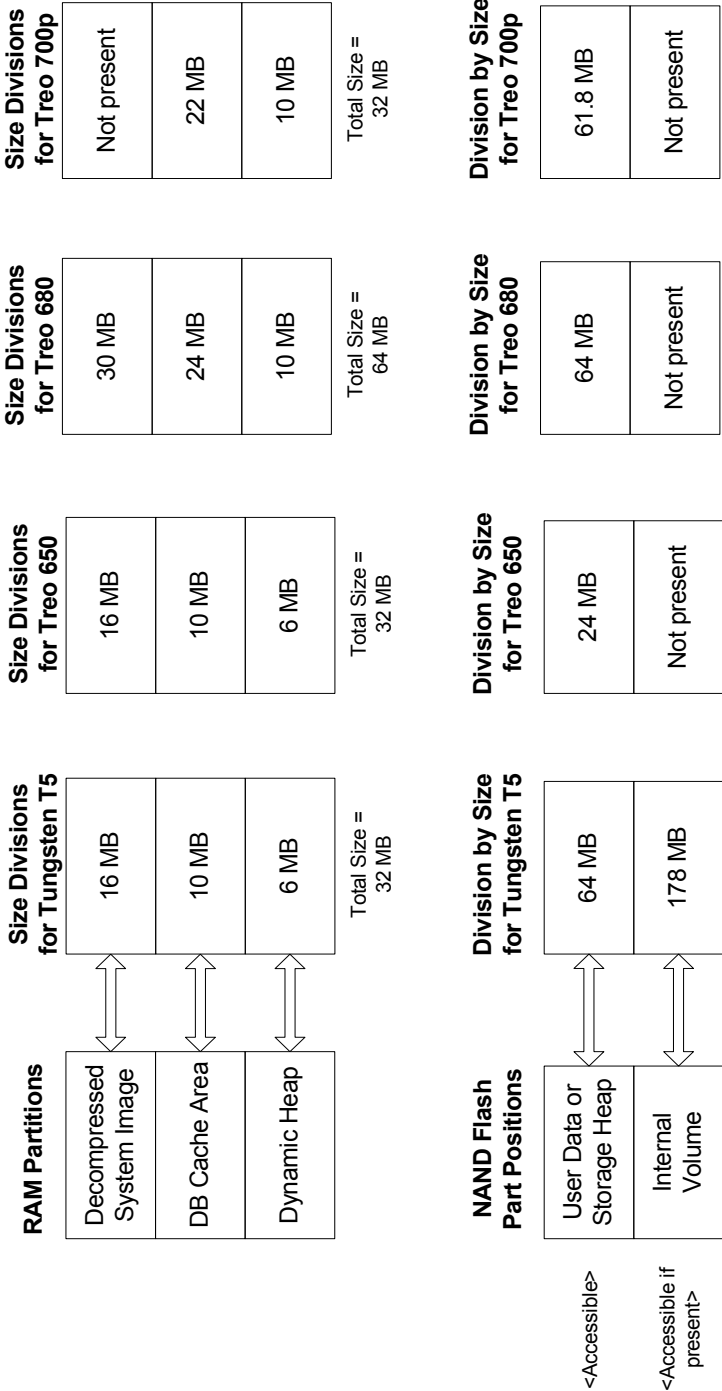 RAM Partitions
Decompressed
System Image
DB Cache Area
Dynamic Heap
Size Divisions
for Tungsten T5
16 MB
10 MB
6 MB
Total Size =
32 MB
Size Divisions
for Treo 650
16 MB
10 MB
6 MB
Total Size =
32 MB
Size Divisions
for Treo 680
30 MB
24 MB
10 MB
Total Size =
64 MB
Size Divisions
for Treo 700p
Not present
22 MB
10 MB
Total Size =
32 MB
NAND Flash
Part Positions
<Accessible>
User Data or
Storage Heap
<Accessible if
present>
Internal
Volume
Division by Size
for Tungsten T5
64 MB
178 MB
Division by Size
for Treo 650
24 MB
Not present
Division by Size
for Treo 680
64 MB
Not present
Division by Size
for Treo 700p
61.8 MB
Not present